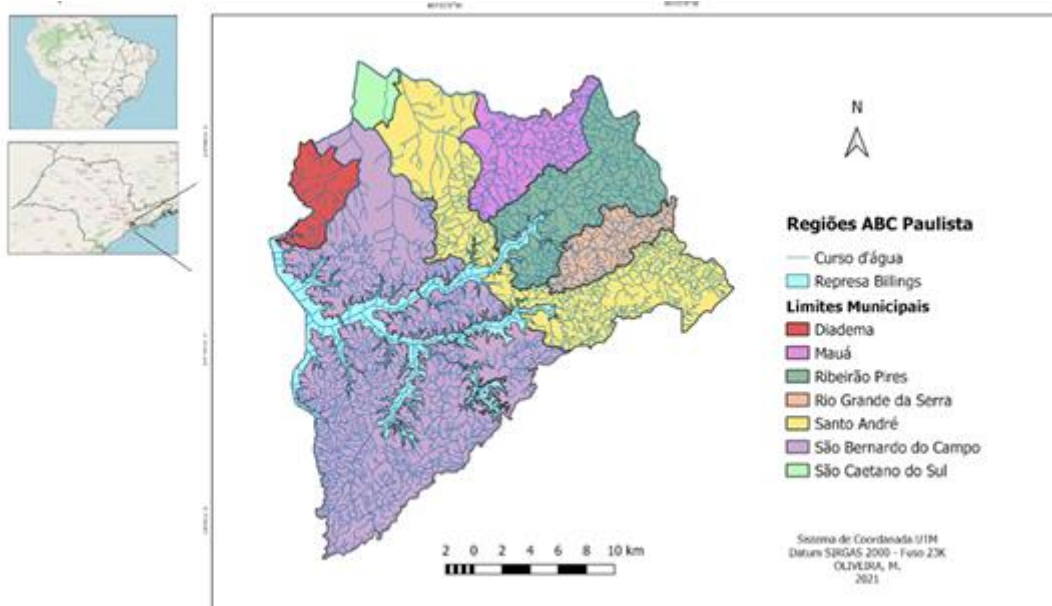 N
Regiões ABC Paulista
Curso d'água
Represa Billings
Limites Municipais
Diadema
Mauá
Ribeirão Pires
Rio Grande da Serra
Santo André
São Bernardo do Campo
São Caetano do Sul
2 0 2 4 6 8 10 km
Sistema de Coordanada UTM
Datum SIRGAS 2000 - Fuso 23K
OLIVEIRA, M.
2021